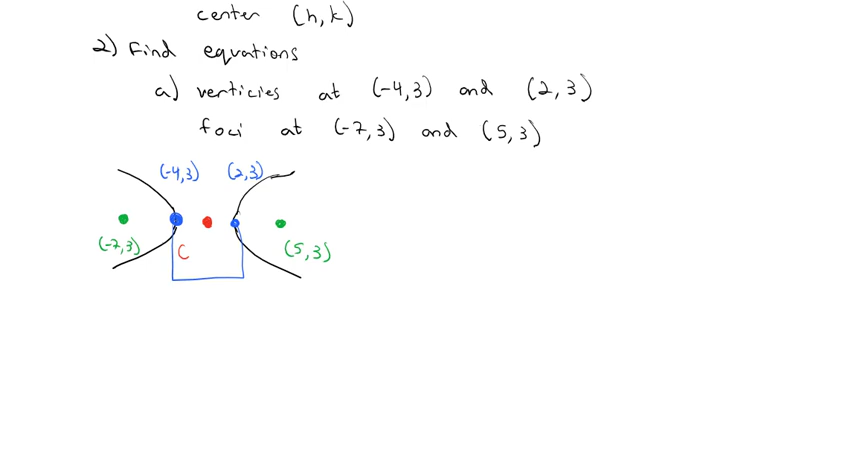 center (h,k)
2) Find equations
a) verticies at (-4,3) and (2,3)
foci at (-7,3) and (5,3)
(-4,3) (2,3)
(-7,3) C (5,3)